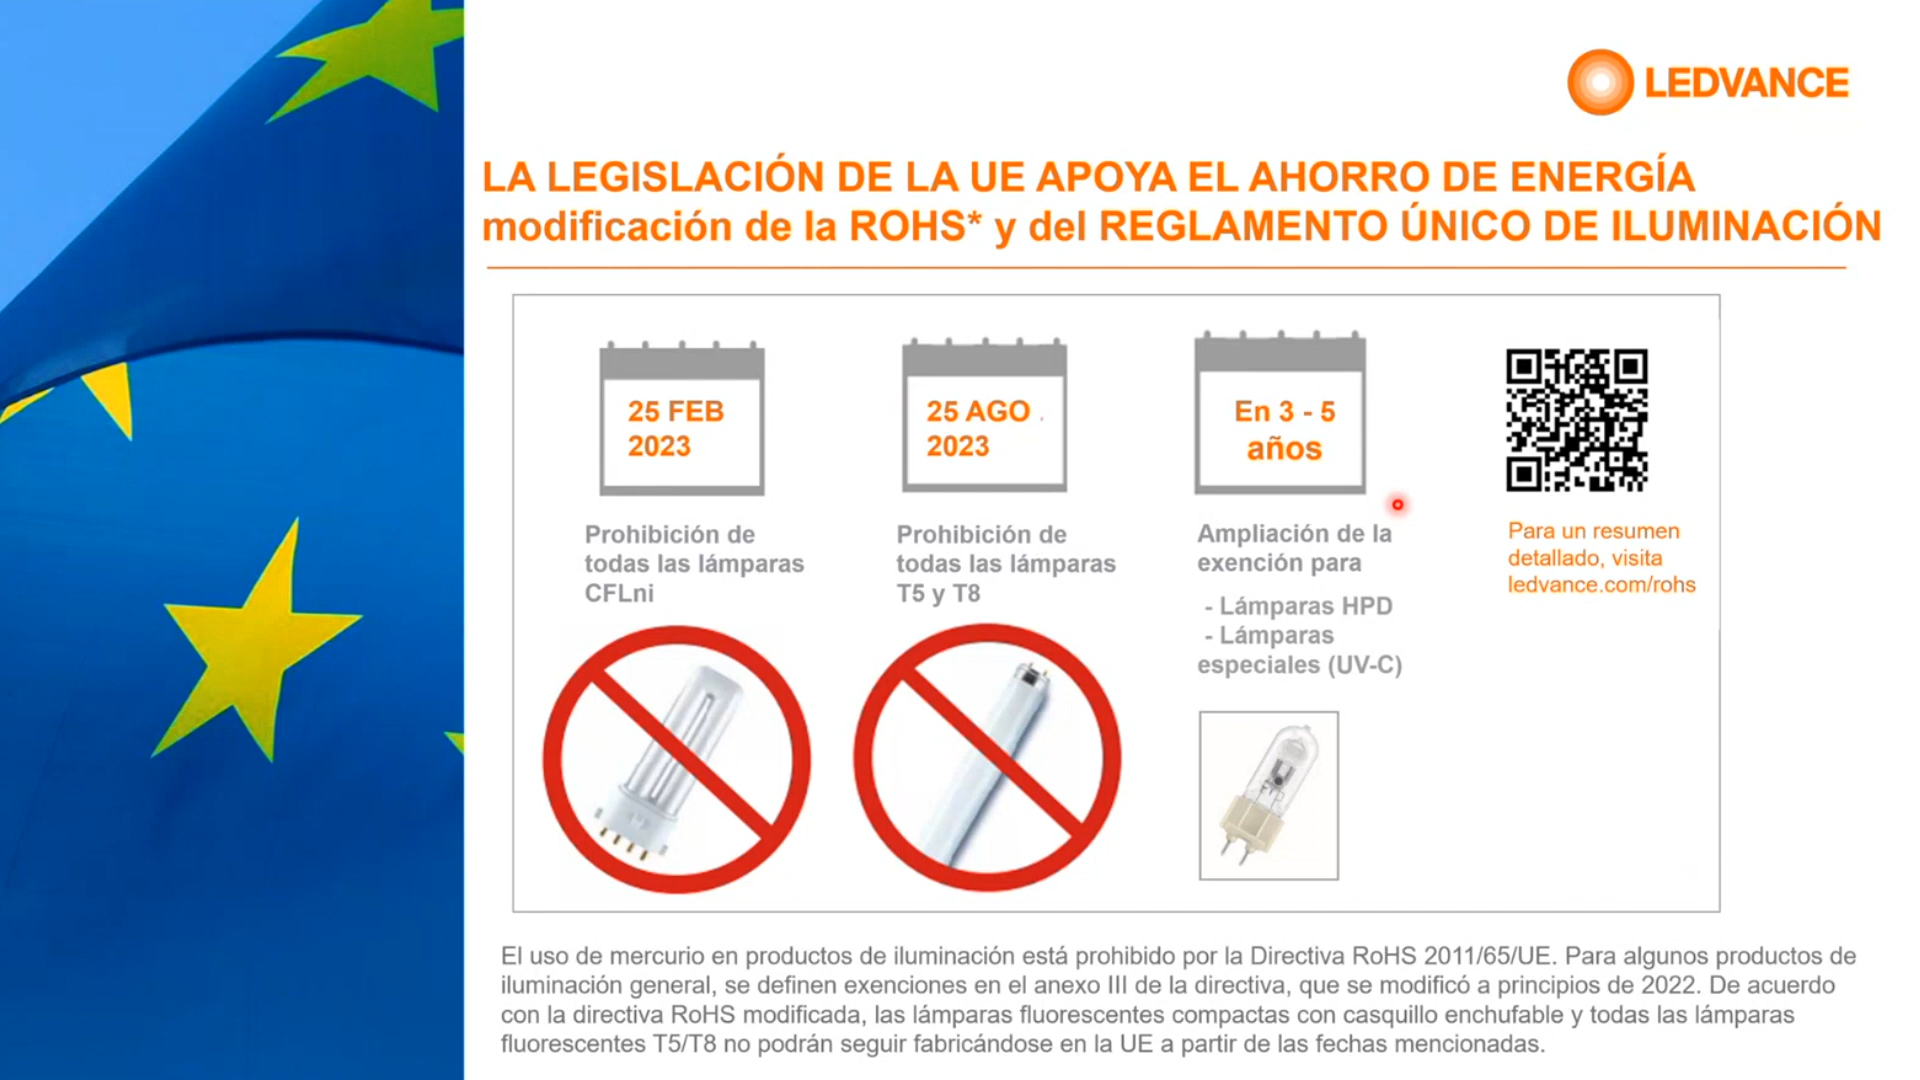 LEDVANCE
LA LEGISLACIÓN DE LA UE APOYA EL AHORRO DE ENERGÍA
modificación de la ROHS* y del REGLAMENTO ÚNICO DE ILUMINACIÓN
25 FEB
2023
Prohibición de
todas las lámparas
CFLni
25 AGO .
2023
Prohibición de
todas las lámparas
T5 y T8
En 3 - 5
años
Ampliación de la
exención para
- Lámparas HPD
- Lámparas
especiales (UV-C)
Para un resumen
detallado, visita
ledvance.com/rohs
El uso de mercurio en productos de iluminación está prohibido por la Directiva RoHS 2011/65/UE. Para algunos productos de
iluminación general, se definen exenciones en el anexo III de la directiva, que se modificó a principios de 2022. De acuerdo
con la directiva RoHS modificada, las lámparas fluorescentes compactas con casquillo enchufable y todas las lámparas
fluorescentes T5/T8 no podrán seguir fabricándose en la UE a partir de las fechas mencionadas.